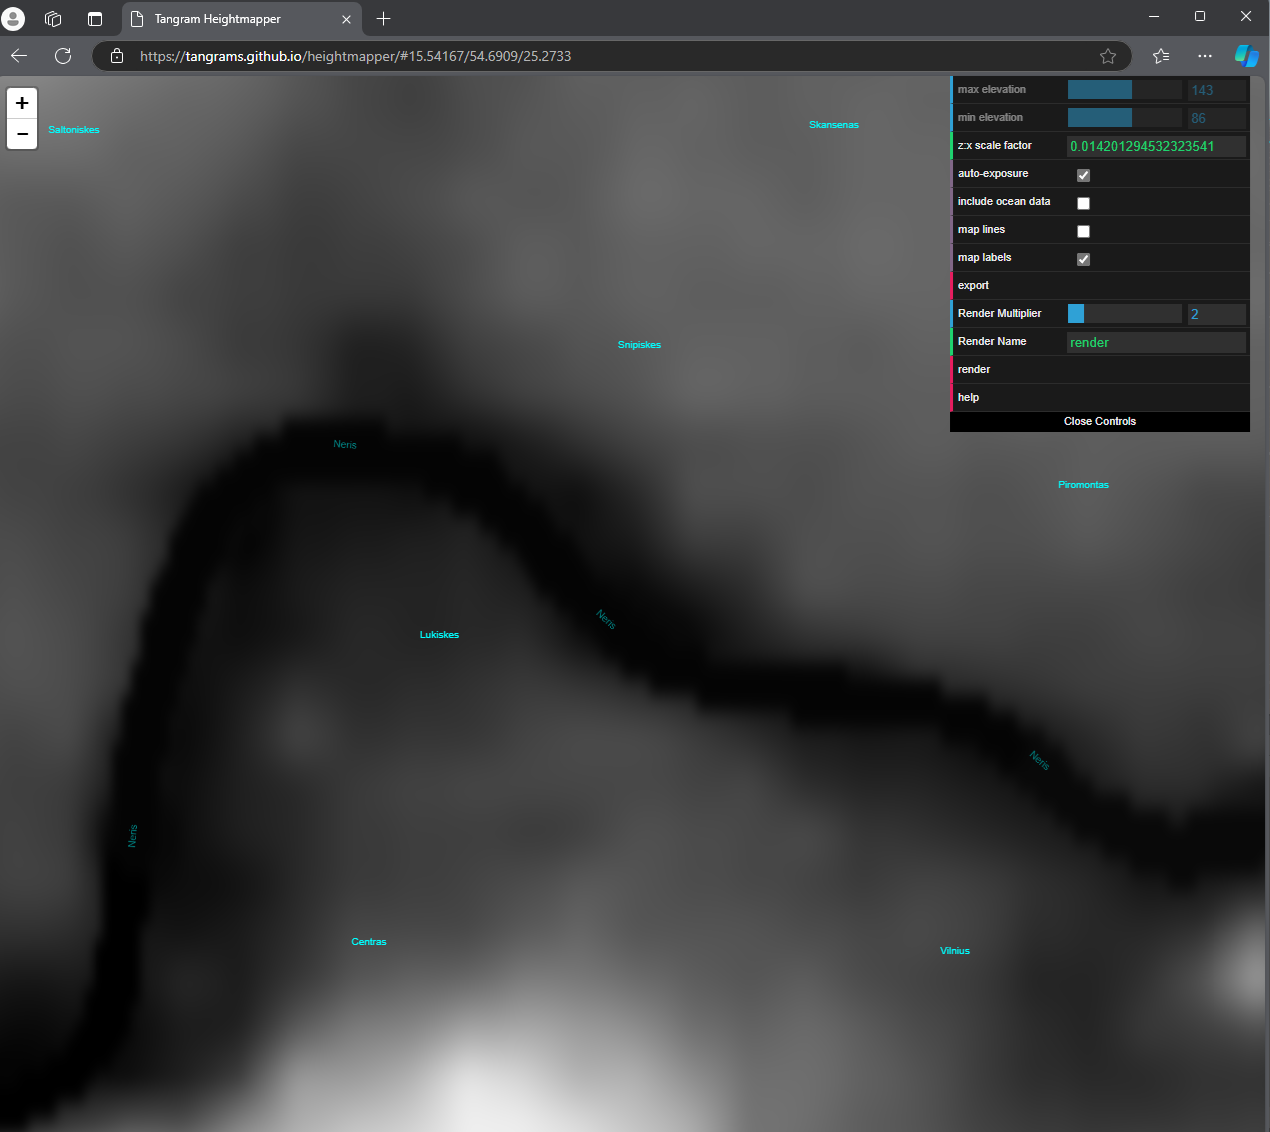 Tangram Heightmapper
https://tangrams.github.io/heightmapper/#15.54167/54.6909/25.2733
+
−
max elevation 143
min elevation 86
z:x scale factor 0.014201294532323541
auto-exposure
include ocean data
map lines
map labels
export
Render Multiplier 2
Render Name render
render
help
Close Controls
Saltoniskes
Skansenas
Snipiskes
Neris
Piromontas
Neris
Lukiskes
Neris
Neris
Centras
Vilnius